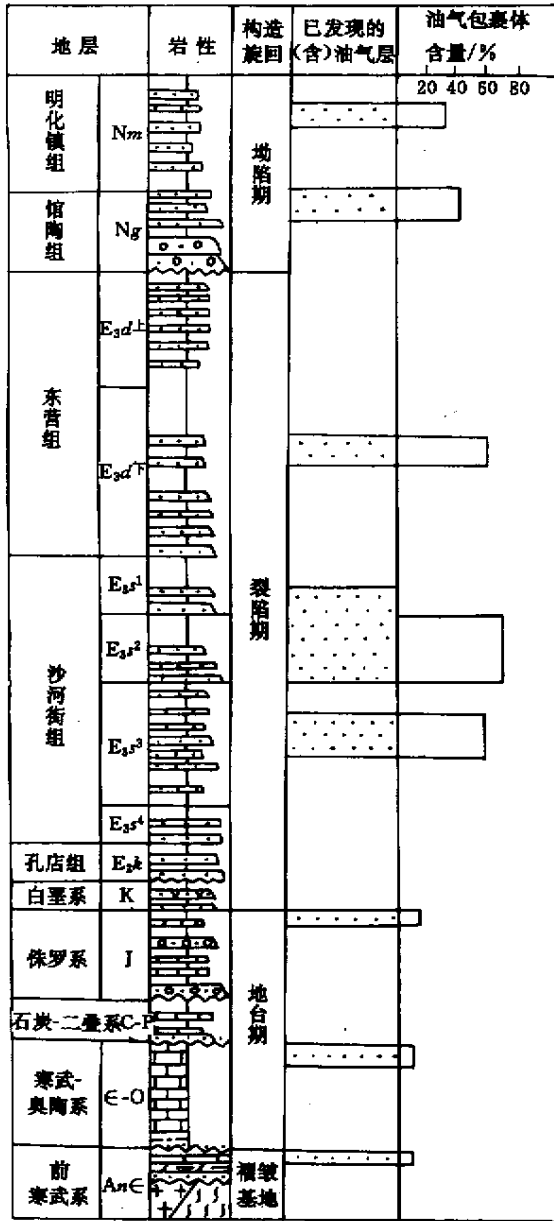 地层
岩性
构造
旋回
已发现的
(含)油气层
油气包裹体
含量/%
20 40 60 80
明化镇组
Nm
坳陷期
馆陶组
Ng
东营组
E₃d上
E₃d下
裂陷期
沙河街组
E₃s¹
E₃s²
E₃s³
E₃s⁴
孔店组
E₂k
白垩系
K
侏罗系
J
地台期
石炭-二叠系C-P
寒武-
奥陶系
∈-O
前
寒武系
An∈
褶皱
基地